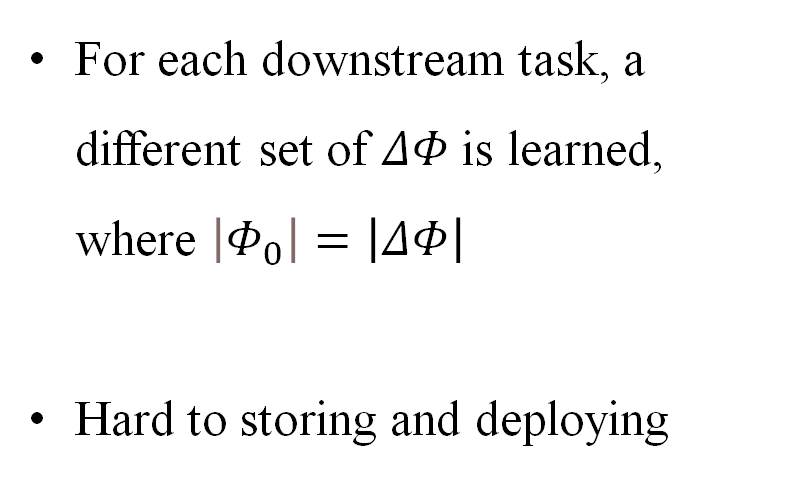 • For each downstream task, a
different set of 𝛥𝛷 is learned,
where |𝛷₀| = |𝛥𝛷|
• Hard to storing and deploying